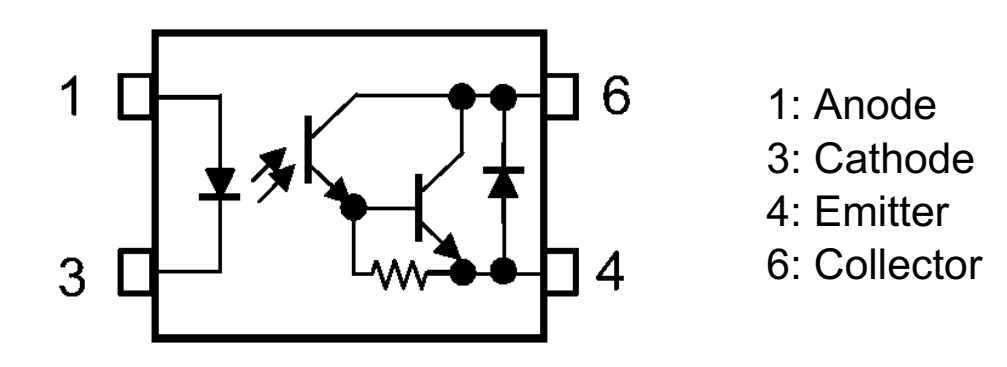 1
6
3
4
1: Anode
3: Cathode
4: Emitter
6: Collector